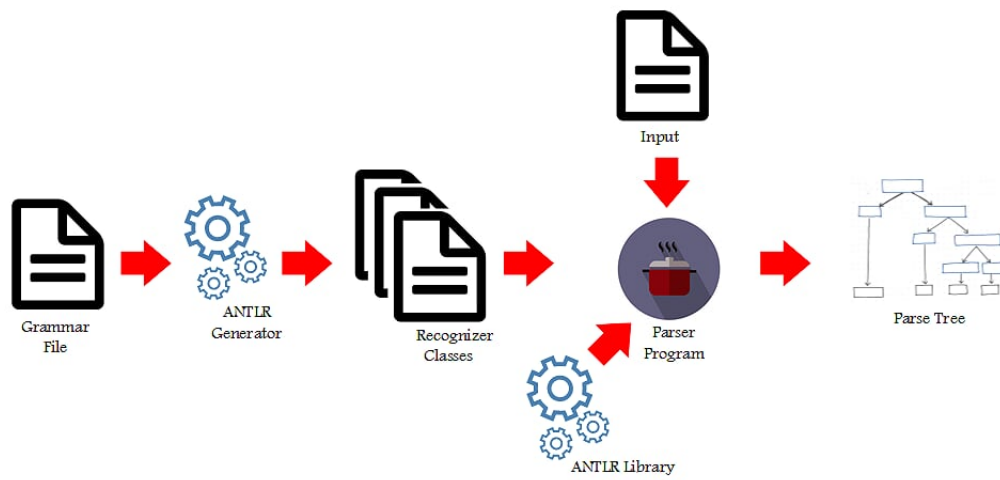 Input
Grammar
File
ANTLR
Generator
Recognizer
Classes
Parser
Program
Parse Tree
ANTLR Library